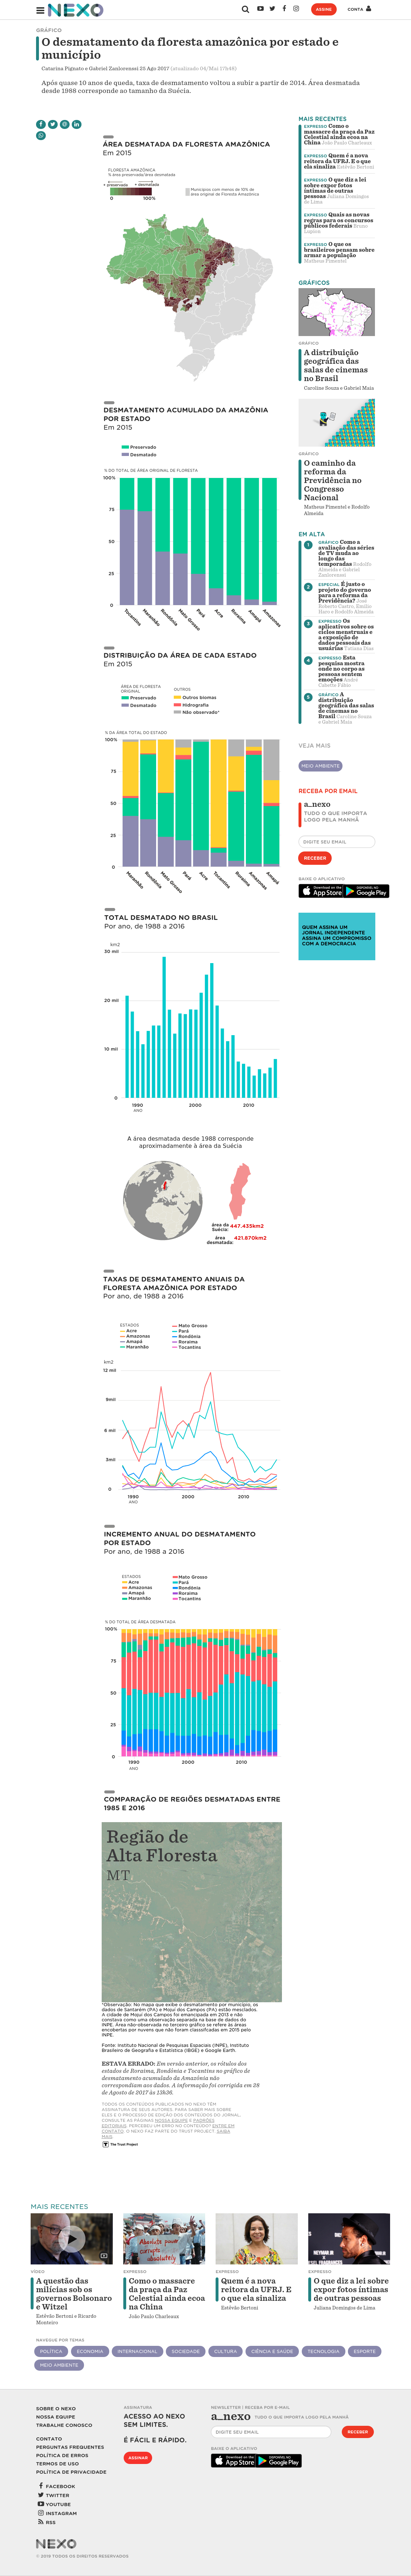 NEXO
ASSINE
CONTA
GRÁFICO
O desmatamento da floresta amazônica por estado e
município
Catarina Pignato e Gabriel Zanlorenssi 25 Ago 2017 (atualizado 04/Mai 17h48)
Após quase 10 anos de queda, taxa de desmatamento voltou a subir a partir de 2014. Área desmatada
desde 1988 corresponde ao tamanho da Suécia.
ÁREA DESMATADA DA FLORESTA AMAZÔNICA
Em 2015
FLORESTA AMAZÔNICA
% área preservada/área desmatada
+ preservada
+ desmatada
0
100%
Municípios com menos de 10% de
área original de Floresta Amazônica
DESMATAMENTO ACUMULADO DA AMAZÔNIA
POR ESTADO
Em 2015
Preservado
Desmatado
% DO TOTAL DE ÁREA ORIGINAL DE FLORESTA
100%
75
50
25
0
Tocantins
Maranhão
Mato Grosso
Rondônia
Pará
Acre
Roraima
Amapá
Amazonas
DISTRIBUIÇÃO DA ÁREA DE CADA ESTADO
Em 2015
ÁREA DE FLORESTA
ORIGINAL
Preservado
Desmatado
OUTROS
Outros biomas
Hidrografia
Não observado*
% DA ÁREA TOTAL DO ESTADO
100%
75
50
25
0
Maranhão
Rondônia
Mato Grosso
Pará
Acre
Tocantins
Roraima
Amazonas
Amapá
TOTAL DESMATADO NO BRASIL
Por ano, de 1988 a 2016
km2
30 mil
20 mil
10 mil
0
1990
ANO
2000
2010
A área desmatada desde 1988 corresponde
aproximadamente à área da Suécia
área da
Suécia:
447.435km2
área
desmatada:
421.870km2
TAXAS DE DESMATAMENTO ANUAIS DA
FLORESTA AMAZÔNICA POR ESTADO
Por ano, de 1988 a 2016
ESTADOS
Acre
Amazonas
Amapá
Maranhão
Mato Grosso
Pará
Rondônia
Roraima
Tocantins
km2
12 mil
9mil
6 mil
3mil
0
1990
ANO
2000
2010
INCREMENTO ANUAL DO DESMATAMENTO
POR ESTADO
Por ano, de 1988 a 2016
ESTADOS
Acre
Amazonas
Amapá
Maranhão
Mato Grosso
Pará
Rondônia
Roraima
Tocantins
% DO TOTAL DE ÁREA DESMATADA
100%
75
50
25
0
1990
ANO
2000
2010
COMPARAÇÃO DE REGIÕES DESMATADAS ENTRE
1985 E 2016
Região de
Alta Floresta
MT
*Observação: No mapa que exibe o desmatamento por município, os
dados de Santarém (PA) e Mojuí dos Campos (PA) estão mesclados.
A cidade de Mojuí dos Campos foi emancipada em 2013 e não
constava como uma observação separada na base de dados do
INPE. Área não-observada no terceiro gráfico se refere às áreas
encobertas por nuvens que não foram classificadas em 2015 pelo
INPE.
Fonte: Instituto Nacional de Pesquisas Espaciais (INPE), Instituto
Brasileiro de Geografia e Estatística (IBGE) e Google Earth.
ESTAVA ERRADO: Em versão anterior, os rótulos dos
estados de Roraima, Rondônia e Tocantins no gráfico de
desmatamento acumulado da Amazônia não
correspondiam aos dados. A informação foi corrigida em 28
de Agosto de 2017 às 13h36.
TODOS OS CONTEÚDOS PUBLICADOS NO NEXO TÊM
ASSINATURA DE SEUS AUTORES. PARA SABER MAIS SOBRE
ELES E O PROCESSO DE EDIÇÃO DOS CONTEÚDOS DO JORNAL,
CONSULTE AS PÁGINAS NOSSA EQUIPE E PADRÕES
EDITORIAIS. PERCEBEU UM ERRO NO CONTEÚDO? ENTRE EM
CONTATO. O NEXO FAZ PARTE DO TRUST PROJECT. SAIBA
MAIS.
The Trust Project
MAIS RECENTES
EXPRESSO Como o
massacre da praça da Paz
Celestial ainda ecoa na
China João Paulo Charleaux
EXPRESSO Quem é a nova
reitora da UFRJ. E o que
ela sinaliza Estêvão Bertoni
EXPRESSO O que diz a lei
sobre expor fotos
íntimas de outras
pessoas Juliana Domingos
de Lima
EXPRESSO Quais as novas
regras para os concursos
públicos federais Bruno
Lupion
EXPRESSO O que os
brasileiros pensam sobre
armar a população
Matheus Pimentel
GRÁFICOS
GRÁFICO
A distribuição
geográfica das
salas de cinemas
no Brasil
Caroline Souza e Gabriel Maia
GRÁFICO
O caminho da
reforma da
Previdência no
Congresso
Nacional
Matheus Pimentel e Rodolfo
Almeida
EM ALTA
1
GRÁFICO Como a
avaliação das séries
de TV muda ao
longo das
temporadas Rodolfo
Almeida e Gabriel
Zanlorenssi
2
ESPECIAL É justo o
projeto do governo
para a reforma da
Previdência? José
Roberto Castro, Emilio
Haro e Rodolfo Almeida
3
EXPRESSO Os
aplicativos sobre os
ciclos menstruais e
a exposição de
dados pessoais das
usuárias Tatiana Dias
4
EXPRESSO Esta
pesquisa mostra
onde no corpo as
pessoas sentem
emoções André
Cabette Fábio
5
GRÁFICO A
distribuição
geográfica das salas
de cinemas no
Brasil Caroline Souza
e Gabriel Maia
VEJA MAIS
MEIO AMBIENTE
RECEBA POR EMAIL
a_nexo
TUDO O QUE IMPORTA
LOGO PELA MANHÃ
DIGITE SEU EMAIL
RECEBER
BAIXE O APLICATIVO
Download on the
App Store
DISPONÍVEL NO
Google Play
QUEM ASSINA UM
JORNAL INDEPENDENTE
ASSINA UM COMPROMISSO
COM A DEMOCRACIA
MAIS RECENTES
VÍDEO
A questão das
milícias sob os
governos Bolsonaro
e Witzel
Estêvão Bertoni e Ricardo
Monteiro
EXPRESSO
Como o massacre
da praça da Paz
Celestial ainda ecoa
na China
João Paulo Charleaux
EXPRESSO
Quem é a nova
reitora da UFRJ. E
o que ela sinaliza
Estêvão Bertoni
EXPRESSO
O que diz a lei sobre
expor fotos íntimas
de outras pessoas
Juliana Domingos de Lima
NAVEGUE POR TEMAS
POLÍTICA
ECONOMIA
INTERNACIONAL
SOCIEDADE
CULTURA
CIÊNCIA E SAÚDE
TECNOLOGIA
ESPORTE
MEIO AMBIENTE
SOBRE O NEXO
NOSSA EQUIPE
TRABALHE CONOSCO
CONTATO
PERGUNTAS FREQUENTES
POLÍTICA DE ERROS
TERMOS DE USO
POLÍTICA DE PRIVACIDADE
FACEBOOK
TWITTER
YOUTUBE
INSTAGRAM
RSS
NEXO
© 2019 TODOS OS DIREITOS RESERVADOS
ASSINATURA
ACESSO AO NEXO
SEM LIMITES.
É FÁCIL E RÁPIDO.
ASSINAR
NEWSLETTER | RECEBA POR E-MAIL
a_nexo
TUDO O QUE IMPORTA LOGO PELA MANHÃ
DIGITE SEU EMAIL
RECEBER
BAIXE O APLICATIVO
Download on the
App Store
DISPONÍVEL NO
Google Play